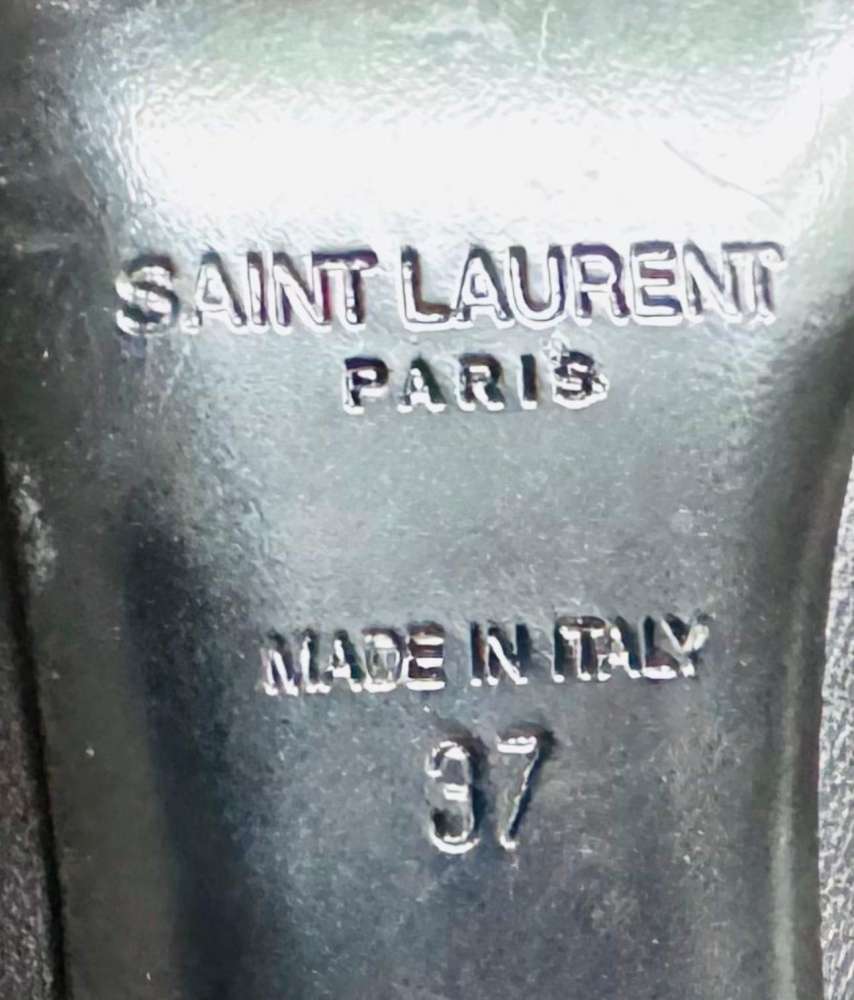 SAINT LAURENT
PARIS
MADE IN ITALY
37